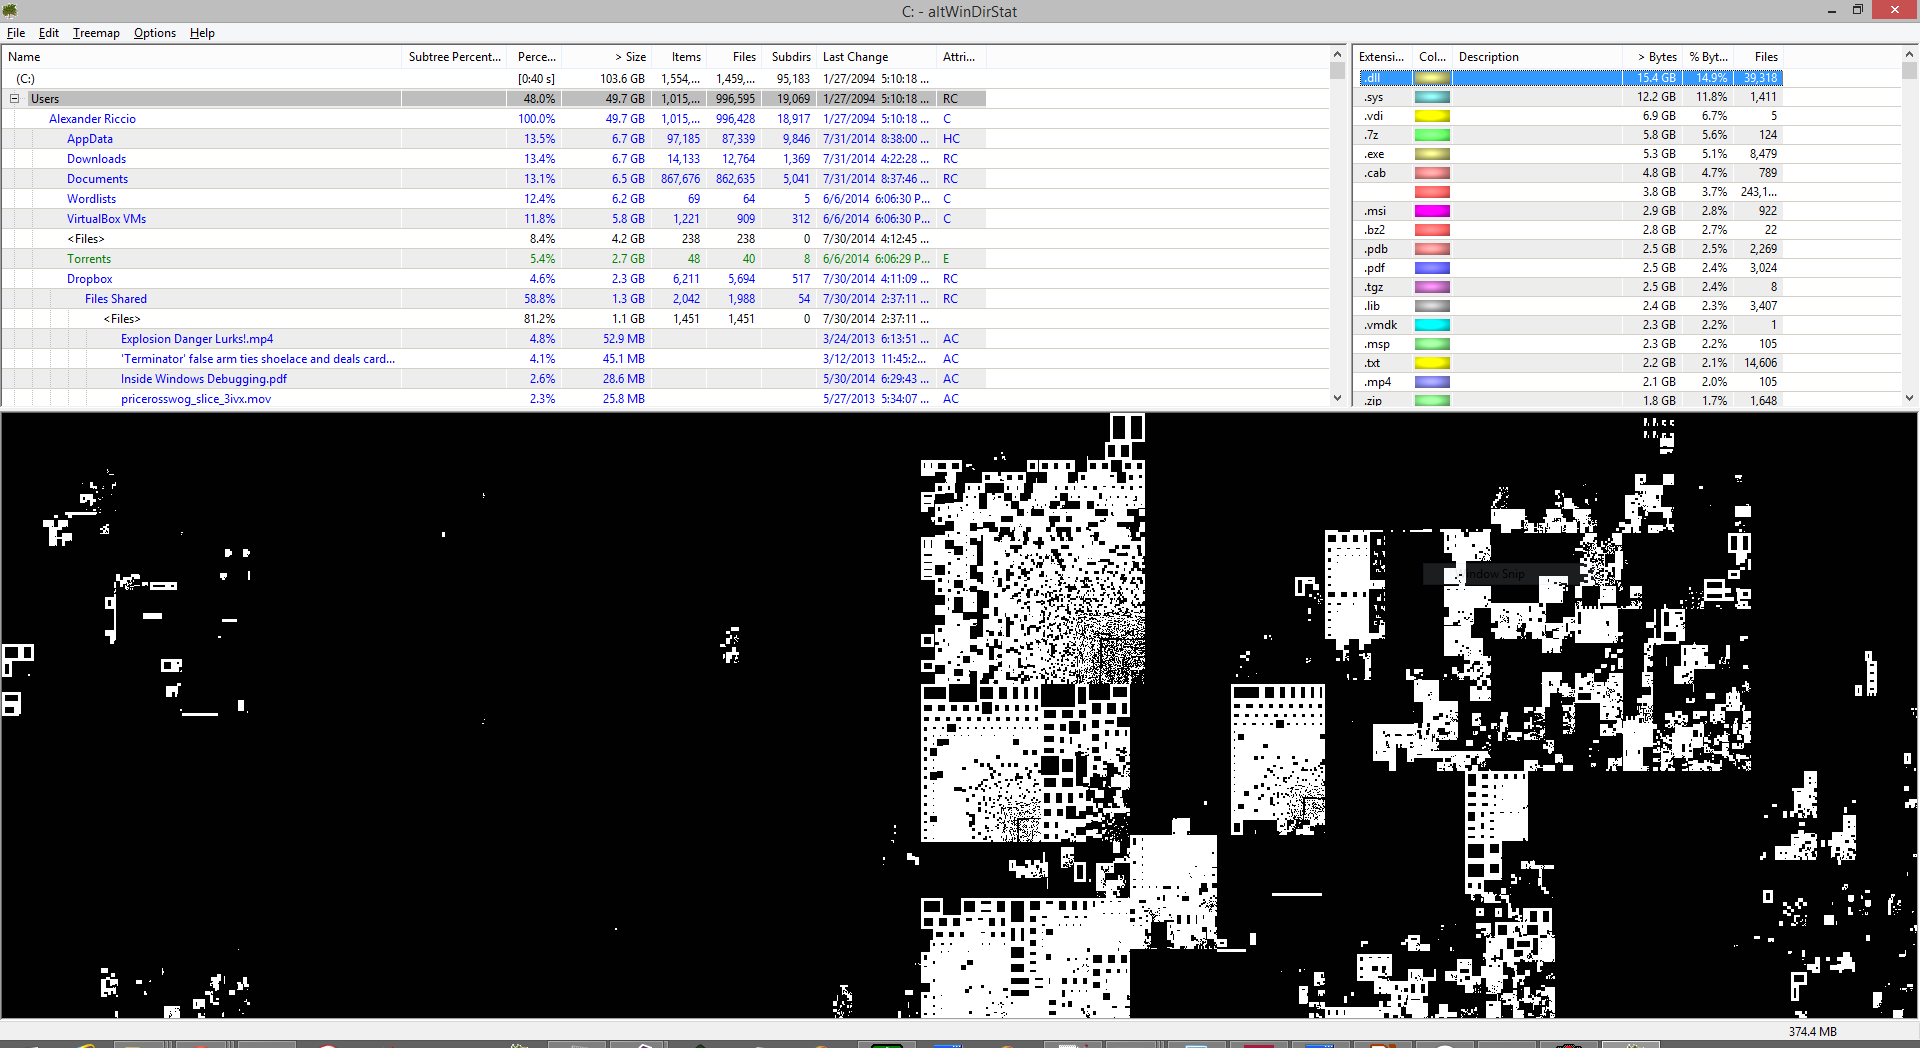 C: - altWinDirStat
File Edit Treemap Options Help
Name Subtree Percent... Perce... > Size Items Files Subdirs Last Change Attri...
(C:) [0:40 s] 103.6 GB 1,554,... 1,459,... 95,183 1/27/2094 5:10:18 ...
Users 48.0% 49.7 GB 1,015,... 996,595 19,069 1/27/2094 5:10:18 ... RC
Alexander Riccio 100.0% 49.7 GB 1,015,... 996,428 18,917 1/27/2094 5:10:18 ... C
AppData 13.5% 6.7 GB 97,185 87,339 9,846 7/31/2014 8:38:00 ... HC
Downloads 13.4% 6.7 GB 14,133 12,764 1,369 7/31/2014 4:22:28 ... RC
Documents 13.1% 6.5 GB 867,676 862,635 5,041 7/31/2014 8:37:46 ... RC
Wordlists 12.4% 6.2 GB 69 64 5 6/6/2014 6:06:30 P... C
VirtualBox VMs 11.8% 5.8 GB 1,221 909 312 6/6/2014 6:06:30 P... C
<Files> 8.4% 4.2 GB 238 238 0 7/30/2014 4:12:45 ...
Torrents 5.4% 2.7 GB 48 40 8 6/6/2014 6:06:29 P... E
Dropbox 4.6% 2.3 GB 6,211 5,694 517 7/30/2014 4:11:09 ... RC
Files Shared 58.8% 1.3 GB 2,042 1,988 54 7/30/2014 2:37:11 ... RC
<Files> 81.2% 1.1 GB 1,451 1,451 0 7/30/2014 2:37:11 ...
Explosion Danger Lurks!.mp4 4.8% 52.9 MB 3/24/2013 6:13:51 ... AC
'Terminator' false arm ties shoelace and deals card... 4.1% 45.1 MB 3/12/2013 11:45:2... AC
Inside Windows Debugging.pdf 2.6% 28.6 MB 5/30/2014 6:29:43 ... AC
pricerosswog_slice_3ivx.mov 2.3% 25.8 MB 5/27/2013 5:34:07 ... AC
Extensi... Col... Description > Bytes % Byt... Files
.dll 15.4 GB 14.9% 39,318
.sys 12.2 GB 11.8% 1,411
.vdi 6.9 GB 6.7% 5
.7z 5.8 GB 5.6% 124
.exe 5.3 GB 5.1% 8,479
.cab 4.8 GB 4.7% 789
3.8 GB 3.7% 243,1...
.msi 2.9 GB 2.8% 922
.bz2 2.8 GB 2.7% 22
.pdb 2.5 GB 2.5% 2,269
.pdf 2.5 GB 2.4% 3,024
.tgz 2.5 GB 2.4% 8
.lib 2.4 GB 2.3% 3,407
.vmdk 2.3 GB 2.2% 1
.msp 2.3 GB 2.2% 105
.txt 2.2 GB 2.1% 14,606
.mp4 2.1 GB 2.0% 105
.zip 1.8 GB 1.7% 1,648
Snip
374.4 MB